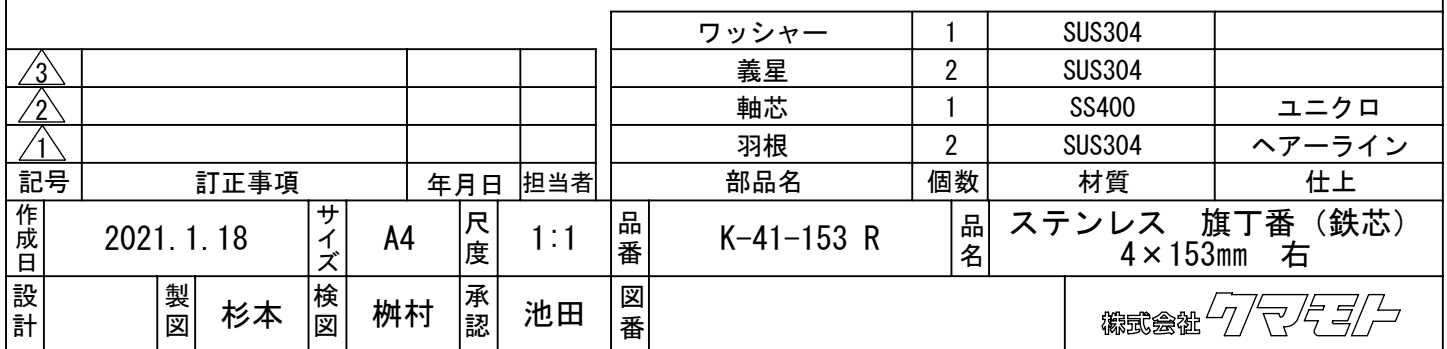 ワッシャー 1 SUS304
3 義星 2 SUS304
2 軸芯 1 SS400 ユニクロ
1 羽根 2 SUS304 ヘアーライン
記号 訂正事項 年月日 担当者 部品名 個数 材質 仕上
作成日 2021.1.18 サイズ A4 尺度 1:1 品番 K-41-153 R 品名 ステンレス 旗丁番(鉄芯)
4×153㎜ 右
設計 製図 杉本 検図 桝村 承認 池田 図番 株式会社クマモト